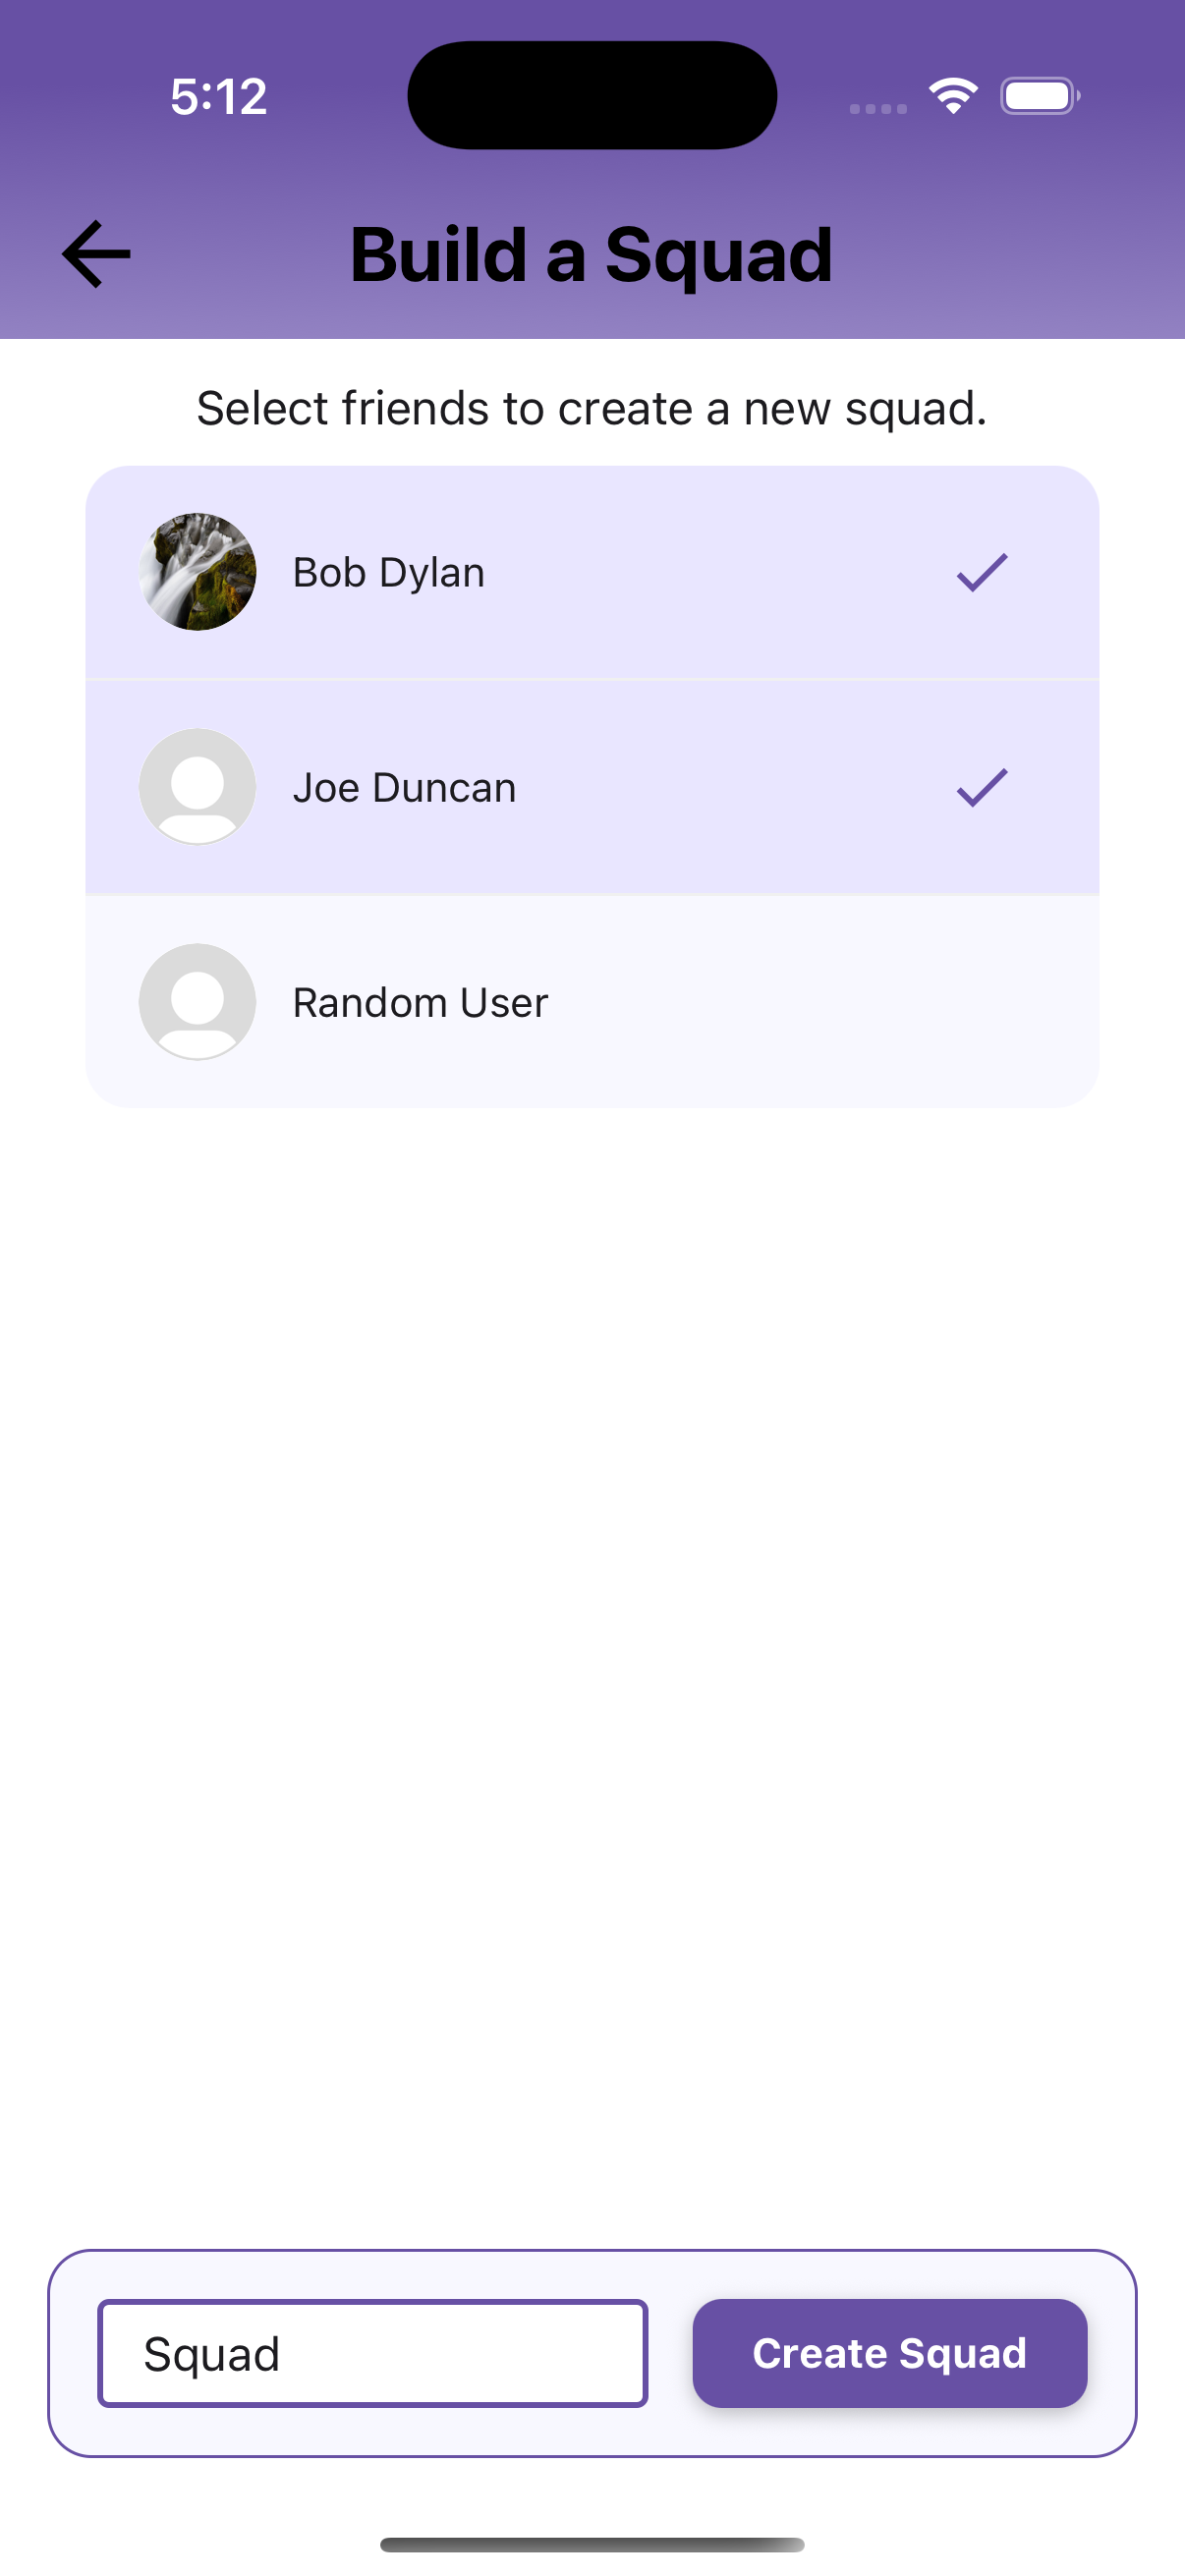 5:12
Build a Squad
Select friends to create a new squad.
Bob Dylan
Joe Duncan
Random User
Squad
Create Squad